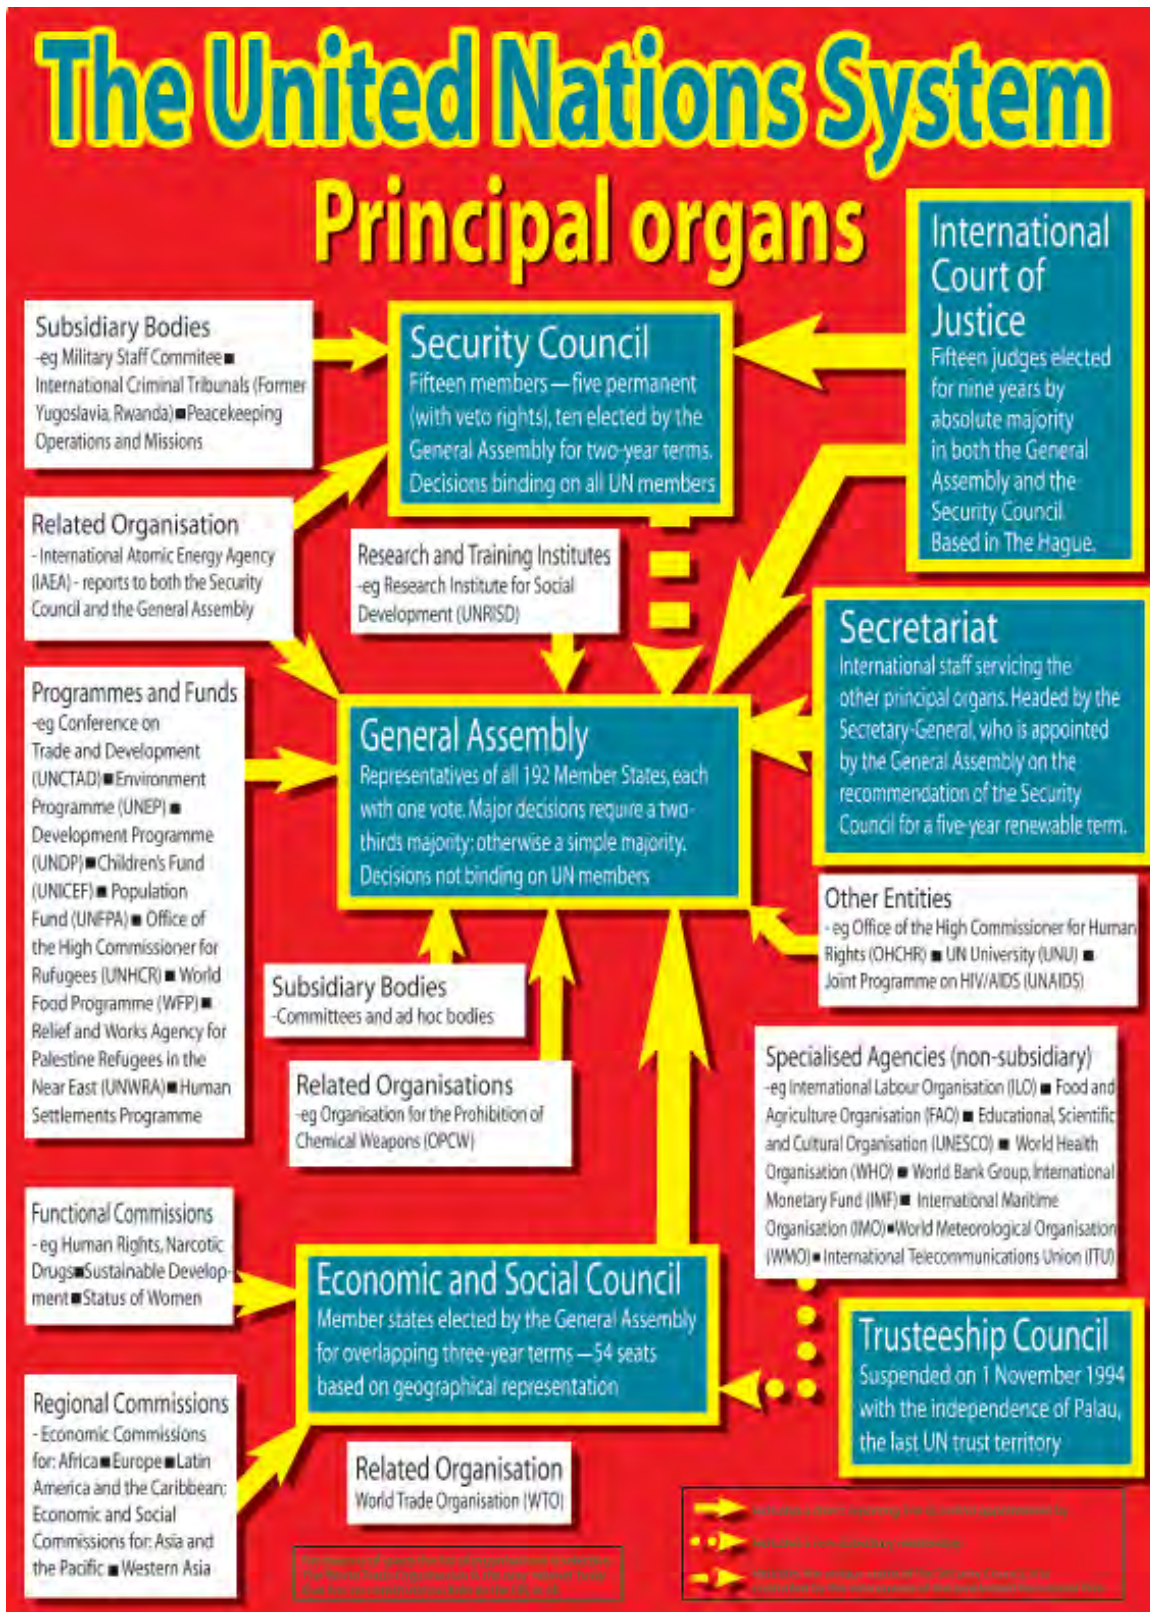 The United Nations System
Principal organs
International
Court of
Justice
Fifteen judges elected
for nine years by
absolute majority
in both the General
Assembly and the
Security Council
Based in The Hague.
Subsidiary Bodies
-eg Military Staff Commitee■
International Criminal Tribunals (Former
Yugoslavia, Rwanda)■Peacekeeping
Operations and Missions
Security Council
Fifteen members — five permanent
(with veto rights), ten elected by the
General Assembly for two-year terms.
Decisions binding on all UN members
Related Organisation
- International Atomic Energy Agency
(IAEA) - reports to both the Security
Council and the General Assembly
Research and Training Institutes
-eg Research Institute for Social
Development (UNRISD)
Secretariat
International staff servicing the
other principal organs. Headed by the
Secretary-General, who is appointed
by the General Assembly on the
recommendation of the Security
Council for a five-year renewable term.
Programmes and Funds
-eg Conference on
Trade and Development
(UNCTAD)■Environment
Programme (UNEP) ■
Development Programme
(UNDP)■Children's Fund
(UNICEF)■ Population
Fund (UNFPA)■ Office of
the High Commissioner for
Rufugees (UNHCR)■ World
Food Programme (WFP)■
Relief and Works Agency for
Palestine Refugees in the
Near East (UNWRA)■Human
Settlements Programme
General Assembly
Representatives of all 192 Member States, each
with one vote. Major decisions require a two-
thirds majority; otherwise a simple majority.
Decisions not binding on UN members
Other Entities
- eg Office of the High Commissioner for Human
Rights (OHCHR) ■ UN University (UNU) ■
Joint Programme on HIV/AIDS (UNAIDS)
Subsidiary Bodies
-Committees and ad hoc bodies
Related Organisations
-eg Organisation for the Prohibition of
Chemical Weapons (OPCW)
Specialised Agencies (non-subsidiary)
-eg International Labour Organisation (ILO) ■ Food and
Agriculture Organisation (FAO) ■ Educational, Scientific
and Cultural Organisation (UNESCO) ■ World Health
Organisation (WHO) ■ World Bank Group, International
Monetary Fund (IMF)■ International Maritime
Organisation (IMO)■World Meteorological Organisation
(WMO)■ International Telecommunications Union (ITU)
Functional Commissions
- eg Human Rights, Narcotic
Drugs■Sustainable Develop-
ment■Status of Women
Economic and Social Council
Member states elected by the General Assembly
for overlapping three-year terms —54 seats
based on geographical representation
Trusteeship Council
Suspended on 1 November 1994
with the independence of Palau,
the last UN trust territory
Regional Commissions
- Economic Commissions
for: Africa■Europe■Latin
America and the Caribbean;
Economic and Social
Commissions for: Asia and
the Pacific ■ Western Asia
Related Organisation
World Trade Organisation (WTO)